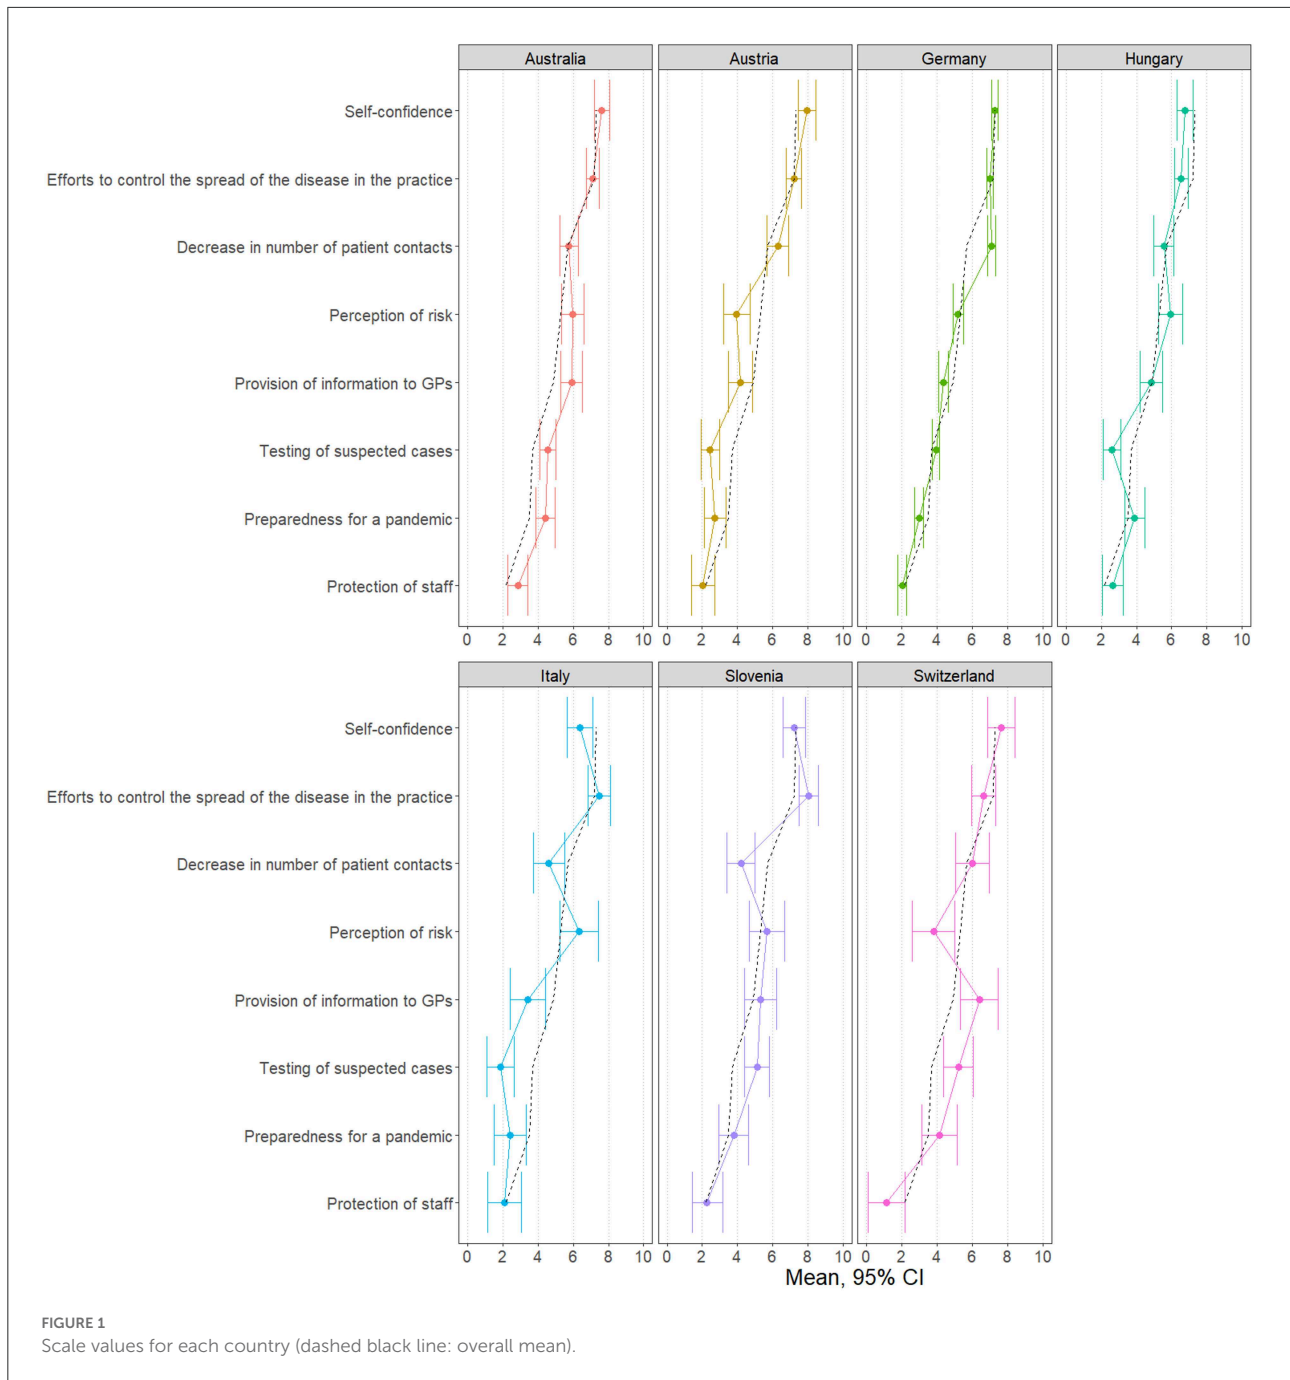 Australia Austria Germany Hungary
Self-confidence
Efforts to control the spread of the disease in the practice
Decrease in number of patient contacts
Perception of risk
Provision of information to GPs
Testing of suspected cases
Preparedness for a pandemic
Protection of staff
0 2 4 6 8 10 0 2 4 6 8 10 0 2 4 6 8 10 0 2 4 6 8 10
Italy Slovenia Switzerland
Self-confidence
Efforts to control the spread of the disease in the practice
Decrease in number of patient contacts
Perception of risk
Provision of information to GPs
Testing of suspected cases
Preparedness for a pandemic
Protection of staff
0 2 4 6 8 10 0 2 4 6 8 10 0 2 4 6 8 10
Mean, 95% CI
FIGURE 1
Scale values for each country (dashed black line: overall mean).